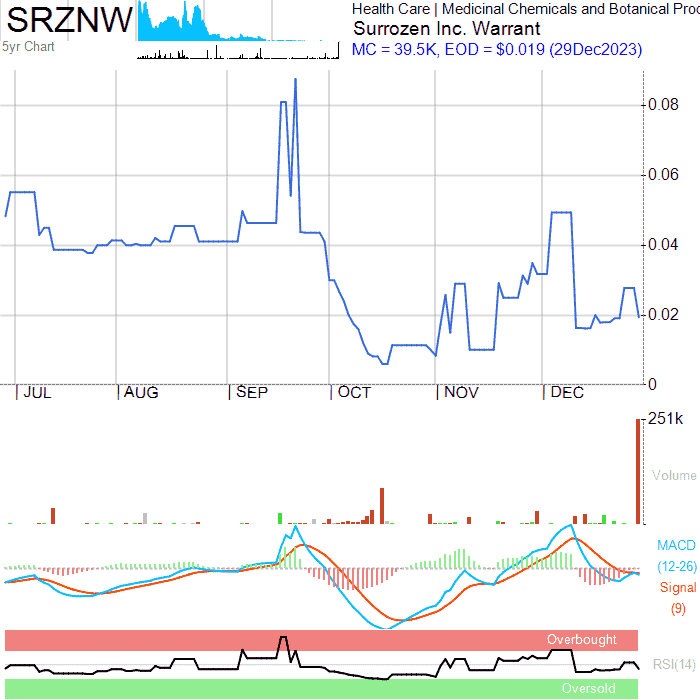 SRZNW
5yr Chart
Health Care | Medicinal Chemicals and Botanical Proc
Surrozen Inc. Warrant
MC = 39.5K, EOD = $0.019 (29Dec2023)
0.08
0.06
0.04
0.02
0
JUL AUG SEP OCT NOV DEC
251k
Volume
MACD
(12-26)
Signal
(9)
Overbought
RSI(14)
Oversold